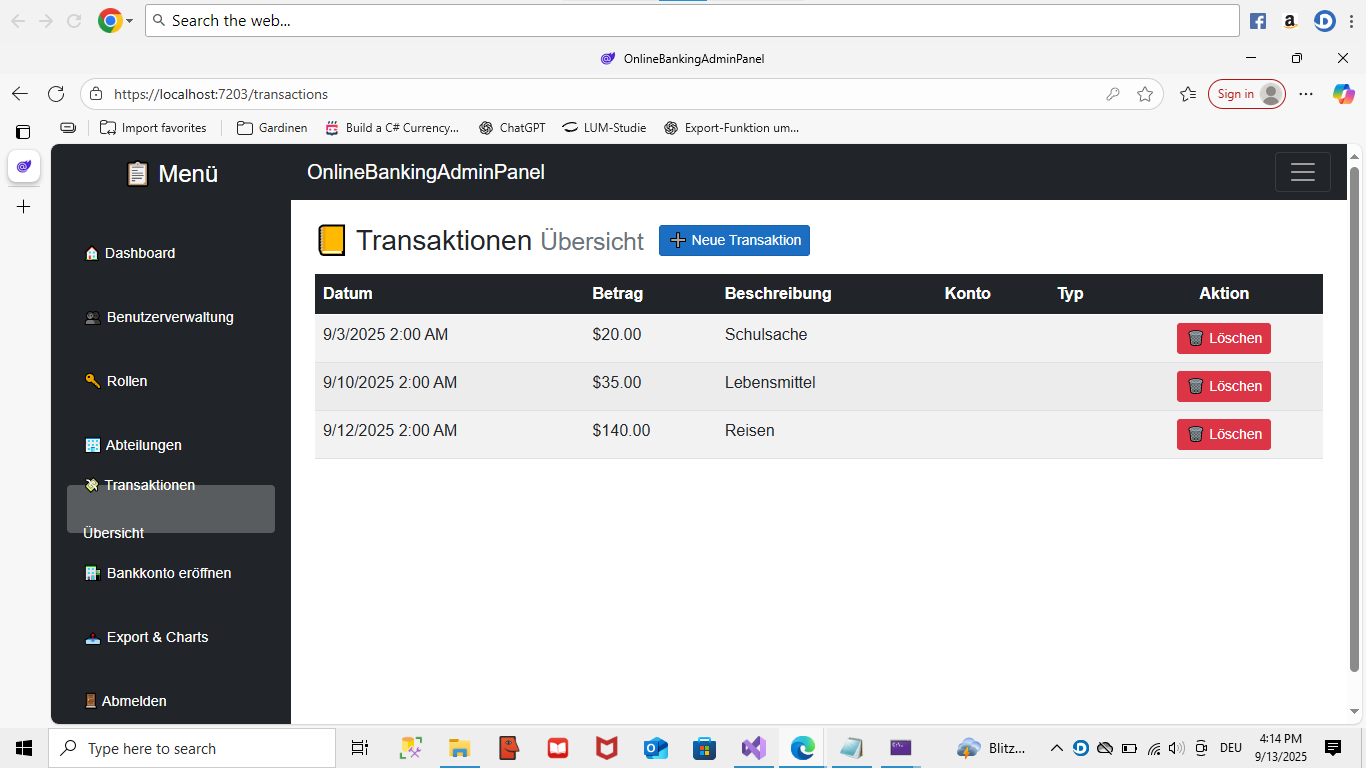 Search the web...
OnlineBankingAdminPanel
https://localhost:7203/transactions
Sign in
Import favorites
Gardinen
Build a C# Currency...
ChatGPT
LUM-Studie
Export-Funktion um...
Menü
OnlineBankingAdminPanel
Dashboard
Benutzerverwaltung
Rollen
Abteilungen
Transaktionen
Übersicht
Bankkonto eröffnen
Export & Charts
Abmelden
Transaktionen Übersicht
Neue Transaktion
Datum Betrag Beschreibung Konto Typ Aktion
9/3/2025 2:00 AM $20.00 Schulsache Löschen
9/10/2025 2:00 AM $35.00 Lebensmittel Löschen
9/12/2025 2:00 AM $140.00 Reisen Löschen
Type here to search
Blitz...
DEU
4:14 PM
9/13/2025